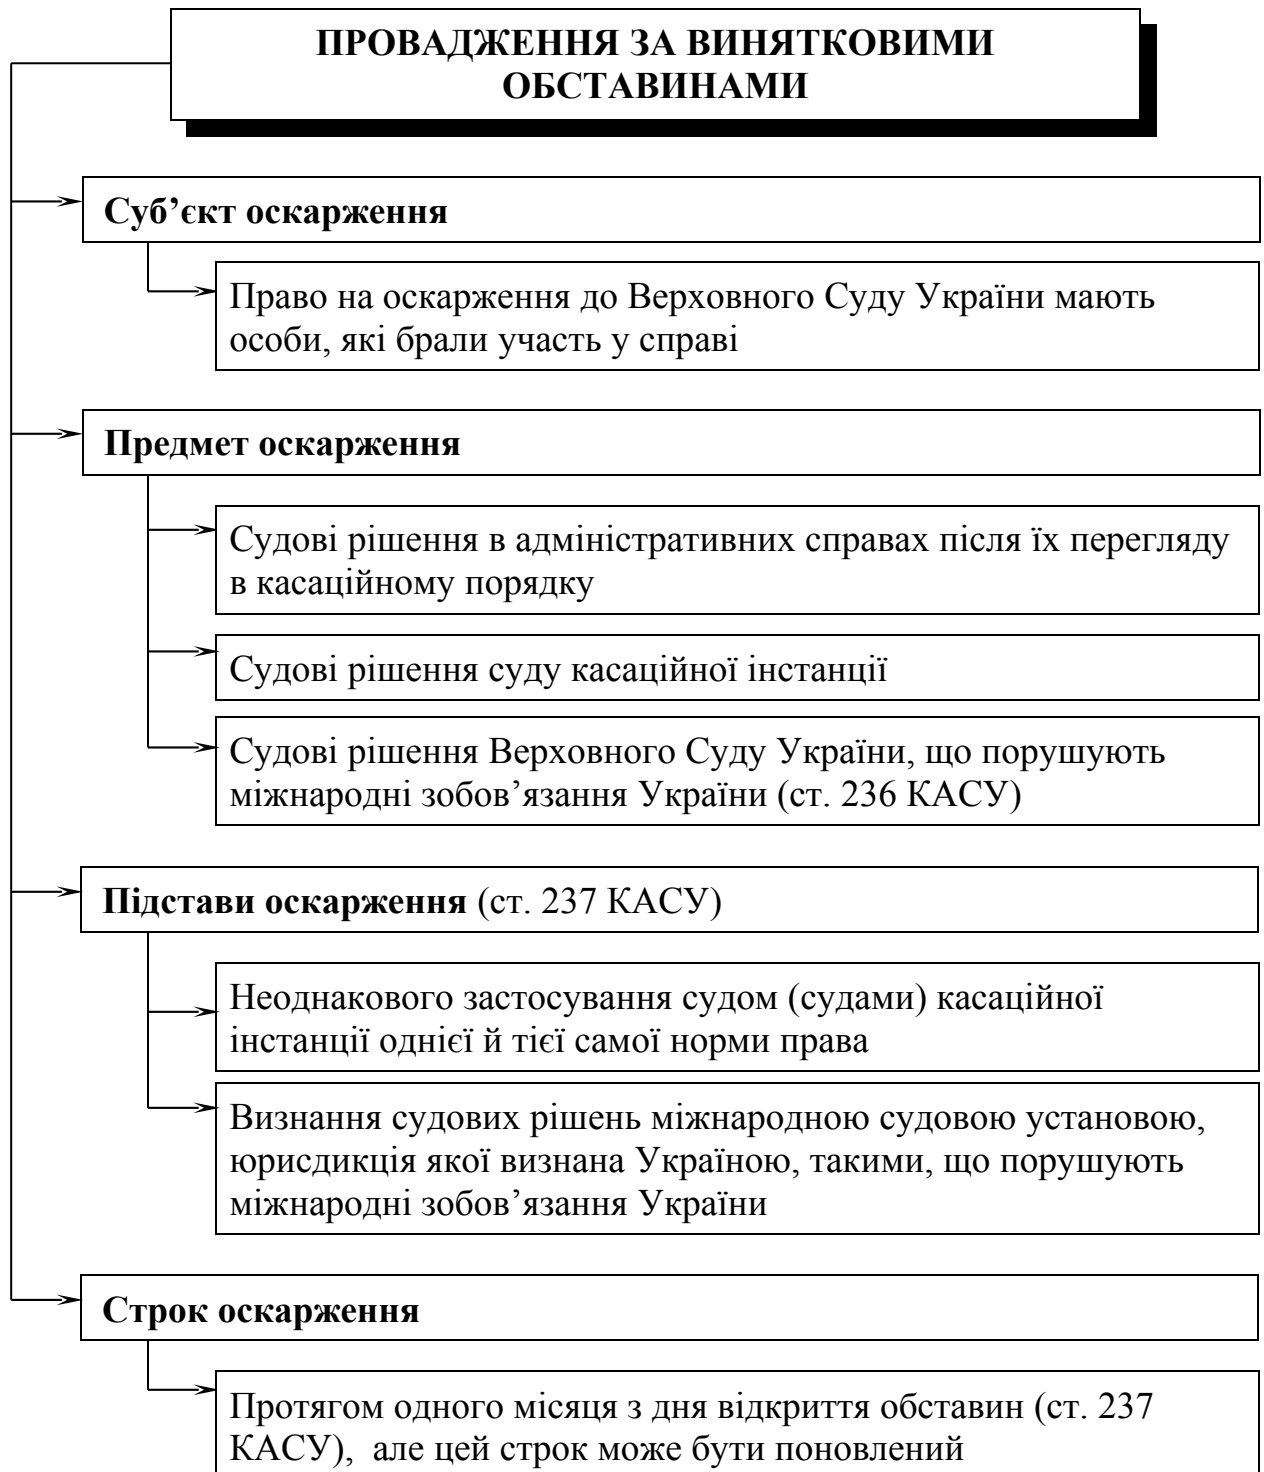 ПРОВАДЖЕННЯ ЗА ВИНЯТКОВИМИ
ОБСТАВИНАМИ
Суб’єкт оскарження
Право на оскарження до Верховного Суду України мають
особи, які брали участь у справі
Предмет оскарження
Судові рішення в адміністративних справах після їх перегляду
в касаційному порядку
Судові рішення суду касаційної інстанції
Судові рішення Верховного Суду України, що порушують
міжнародні зобов’язання України (ст. 236 КАСУ)
Підстави оскарження (ст. 237 КАСУ)
Неоднакового застосування судом (судами) касаційної
інстанції однієї й тієї самої норми права
Визнання судових рішень міжнародною судовою установою,
юрисдикція якої визнана Україною, такими, що порушують
міжнародні зобов’язання України
Строк оскарження
Протягом одного місяця з дня відкриття обставин (ст. 237
КАСУ), але цей строк може бути поновлений